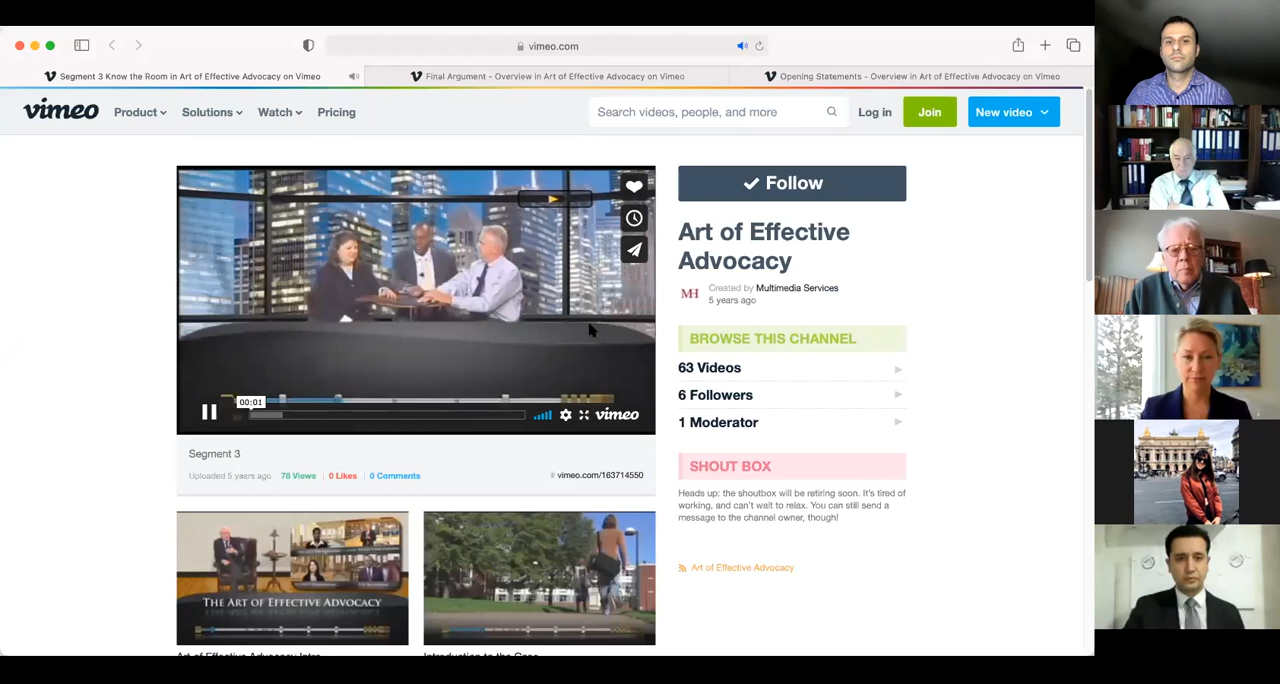 vimeo.com
Segment 3 Know the Room in Art of Effective Advocacy on Vimeo
Final Argument - Overview in Art of Effective Advocacy on Vimeo
Opening Statements - Overview in Art of Effective Advocacy on Vimeo
vimeo
Product
Solutions
Watch
Pricing
Search videos, people, and more
Log in
Join
New video
00:01
vimeo
Segment 3
Uploaded 5 years ago
78 Views
0 Likes
0 Comments
vimeo.com/163714550
THE ART OF EFFECTIVE ADVOCACY
Follow
Art of Effective
Advocacy
MH
Created by Multimedia Services
5 years ago
BROWSE THIS CHANNEL
63 Videos
6 Followers
1 Moderator
SHOUT BOX
Heads up: the shoutbox will be retiring soon. It's tired of
working, and can't wait to relax. You can still send a
message to the channel owner, though!
Art of Effective Advocacy